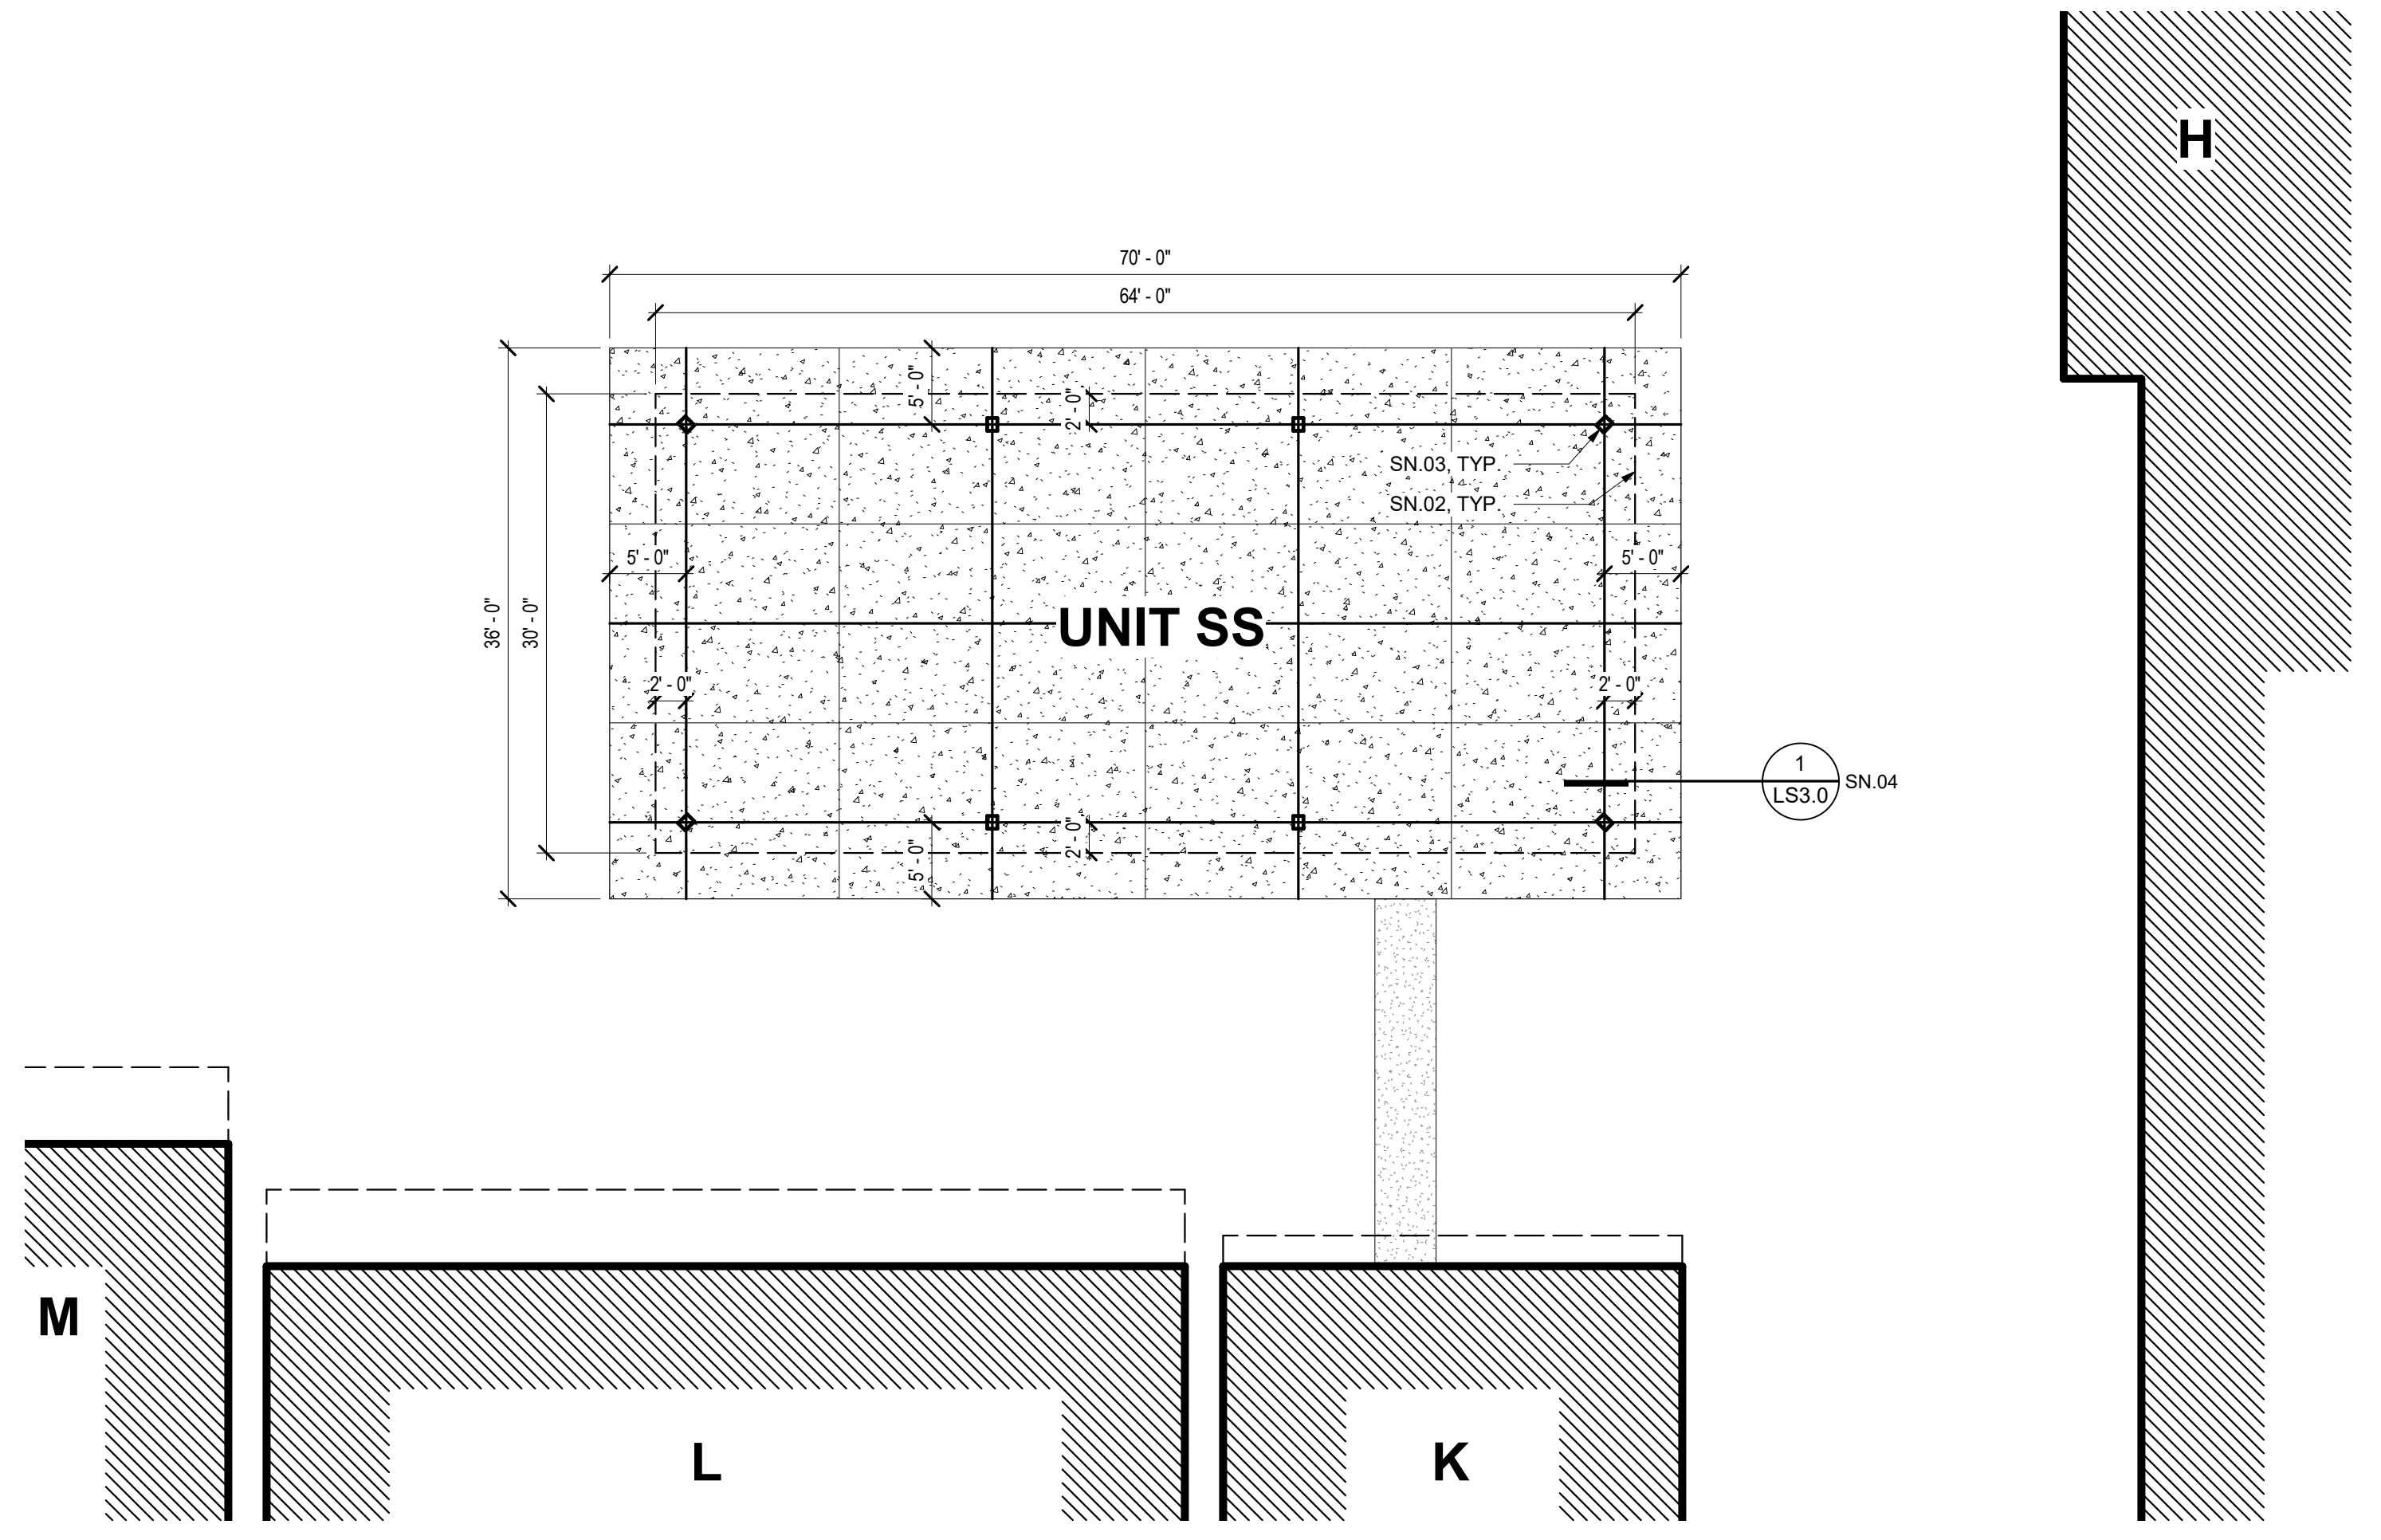 H
70' - 0"
64' - 0"
5' - 0"
2' - 0"
SN.03, TYP.
SN.02, TYP.
5' - 0"
5' - 0"
36' - 0"
30' - 0"
UNIT SS
2' - 0"
2' - 0"
1
LS3.0
SN.04
2' - 0"
5' - 0"
M
L
K